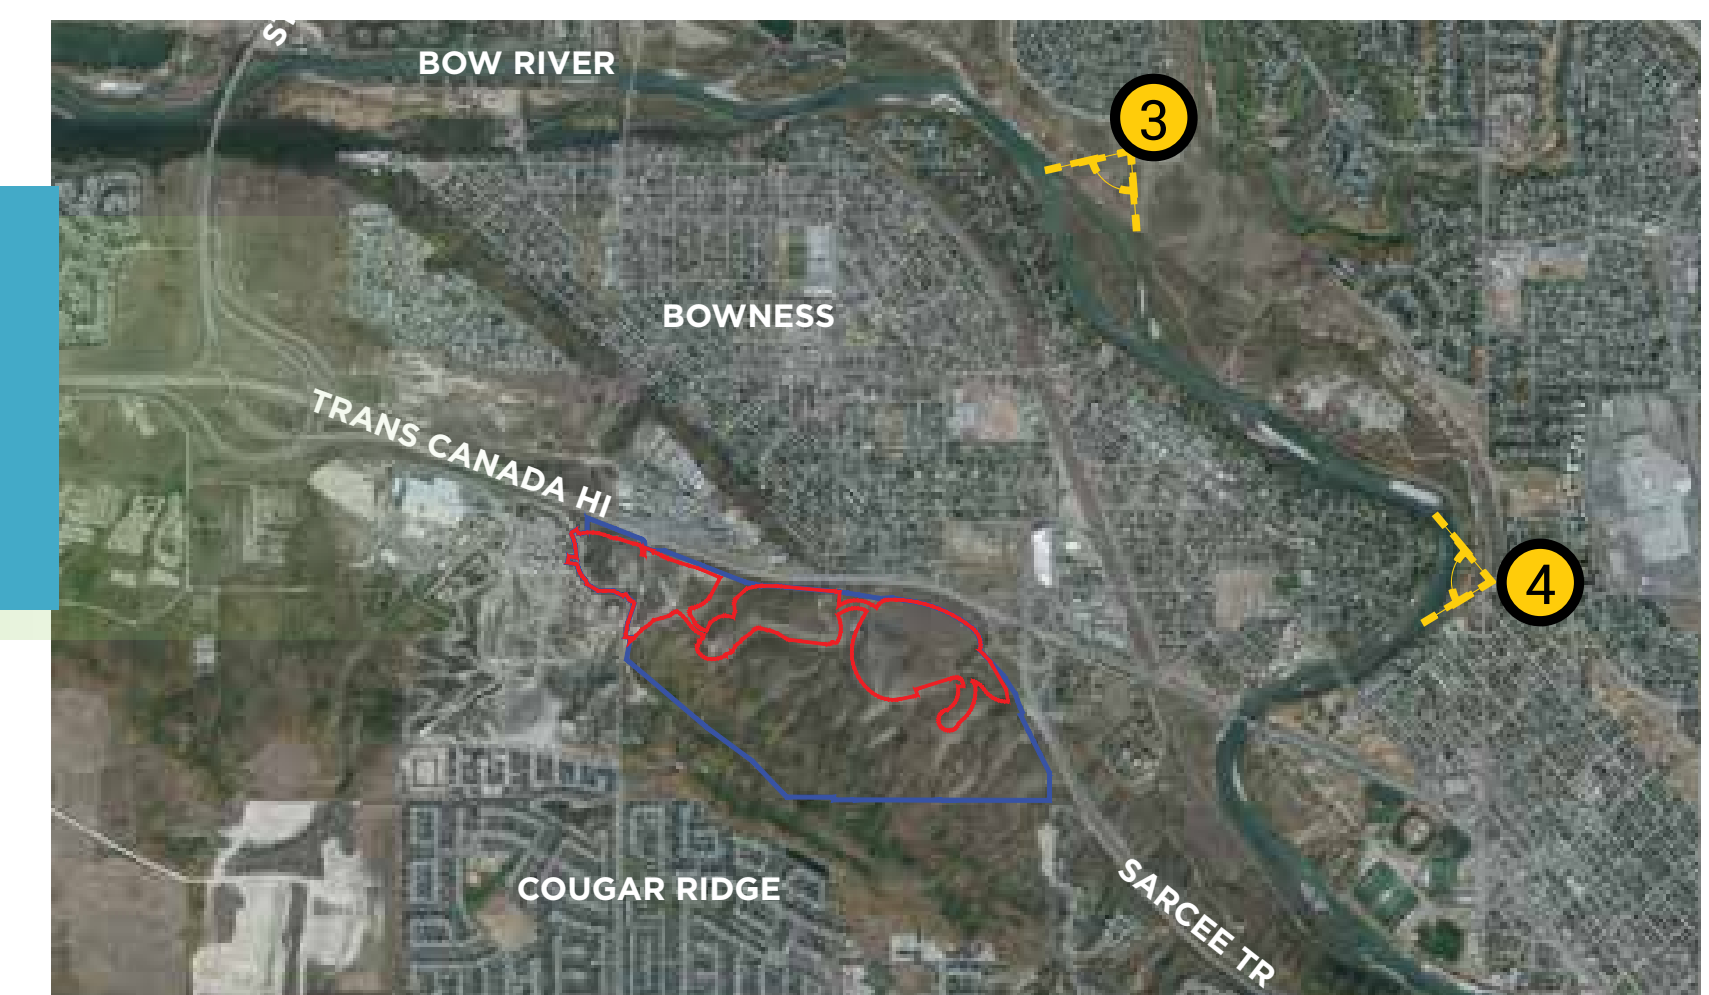 BOW RIVER
3
BOWNESS
TRANS CANADA HI
4
COUGAR RIDGE
SARCEE TR